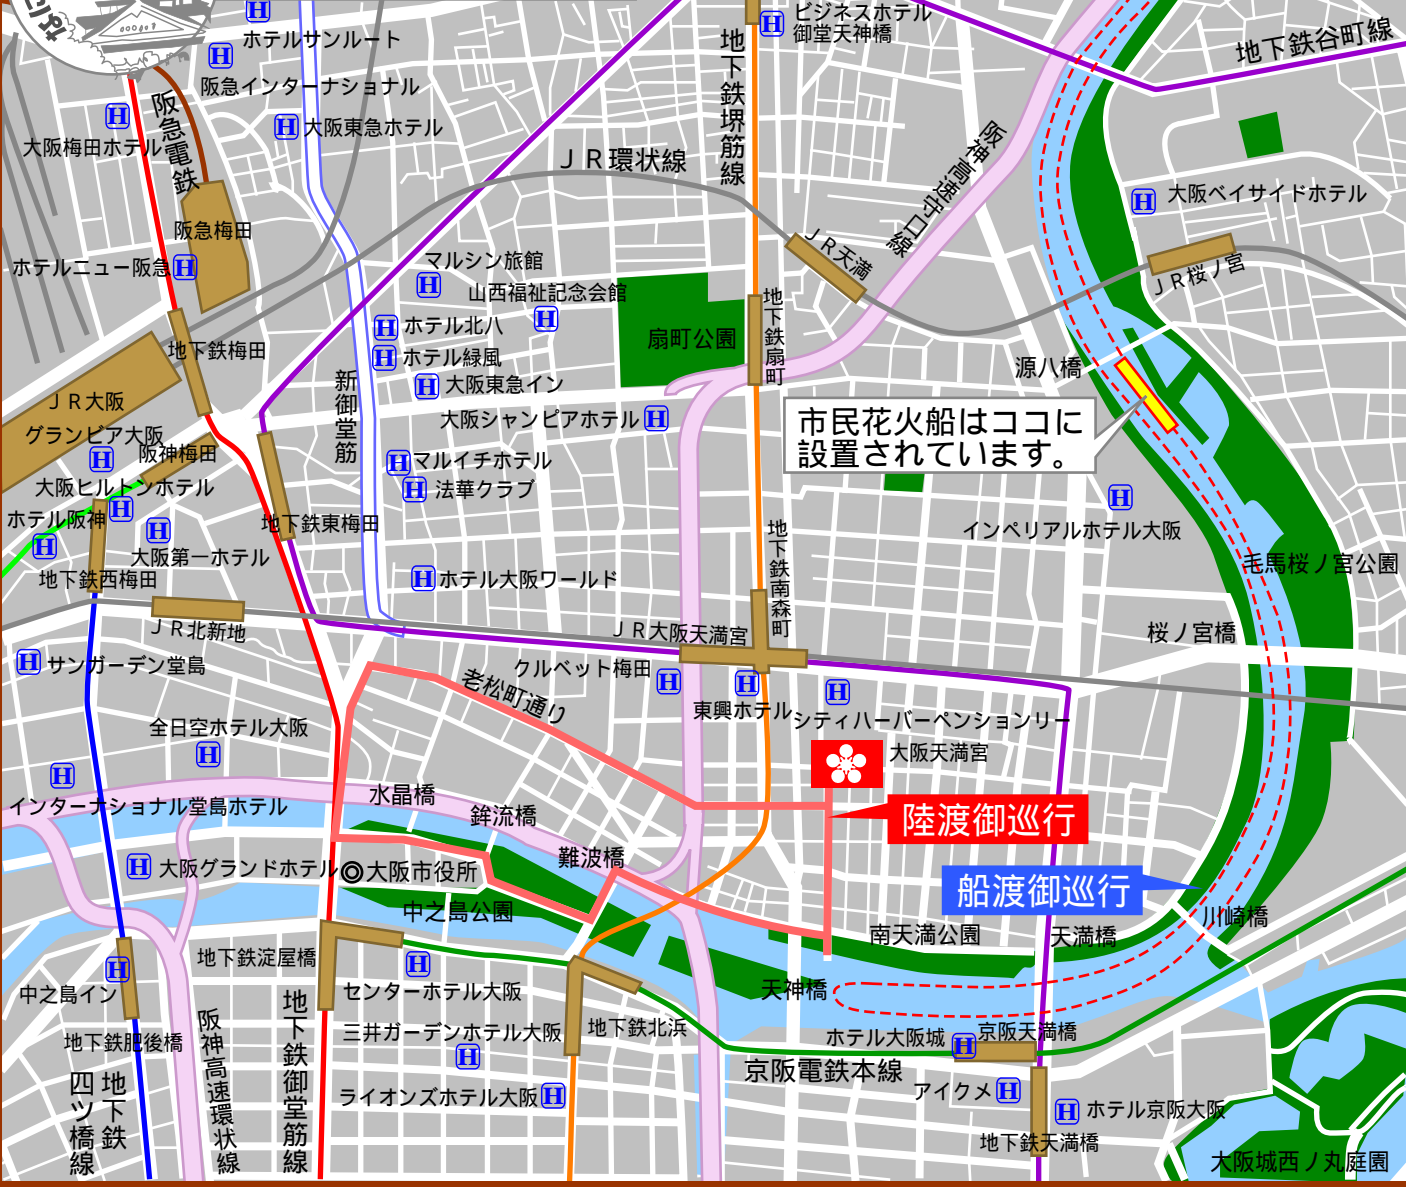 ビジネスホテル
御堂天神橋
地下鉄谷町線
ホテルサンルート
阪急インターナショナル
大阪東急ホテル
大阪梅田ホテル
阪急電鉄
地下鉄堺筋線
ＪＲ環状線
阪神高速守口線
大阪ベイサイドホテル
阪急梅田
ホテルニュー阪急
マルシン旅館
山西福祉記念会館
ＪＲ天満
ＪＲ桜ノ宮
ホテル北八
ホテル緑風
地下鉄扇町
扇町公園
地下鉄梅田
新御堂筋
大阪東急イン
源八橋
ＪＲ大阪
大阪シャンピアホテル
市民花火船はココに
設置されています。
グランビア大阪
阪神梅田
マルイチホテル
大阪ヒルトンホテル
法華クラブ
ホテル阪神
地下鉄東梅田
インペリアルホテル大阪
大阪第一ホテル
地下鉄西梅田
ホテル大阪ワールド
地下鉄南森町
毛馬桜ノ宮公園
ＪＲ北新地
ＪＲ大阪天満宮
桜ノ宮橋
サンガーデン堂島
クルベット梅田
老松町通り
東興ホテル
シティハーバーペンションリー
全日空ホテル大阪
大阪天満宮
インターナショナル堂島ホテル
水晶橋
鉾流橋
陸渡御巡行
難波橋
大阪グランドホテル
◎大阪市役所
船渡御巡行
中之島公園
川崎橋
南天満公園
天満橋
地下鉄淀屋橋
天神橋
中之島イン
センターホテル大阪
地下鉄北浜
三井ガーデンホテル大阪
ホテル大阪城
京阪天満橋
地下鉄肥後橋
阪神高速環状線
地下鉄御堂筋線
京阪電鉄本線
地下鉄
四ツ橋線
ライオンズホテル大阪
アイクメ
ホテル京阪大阪
地下鉄天満橋
大阪城西ノ丸庭園